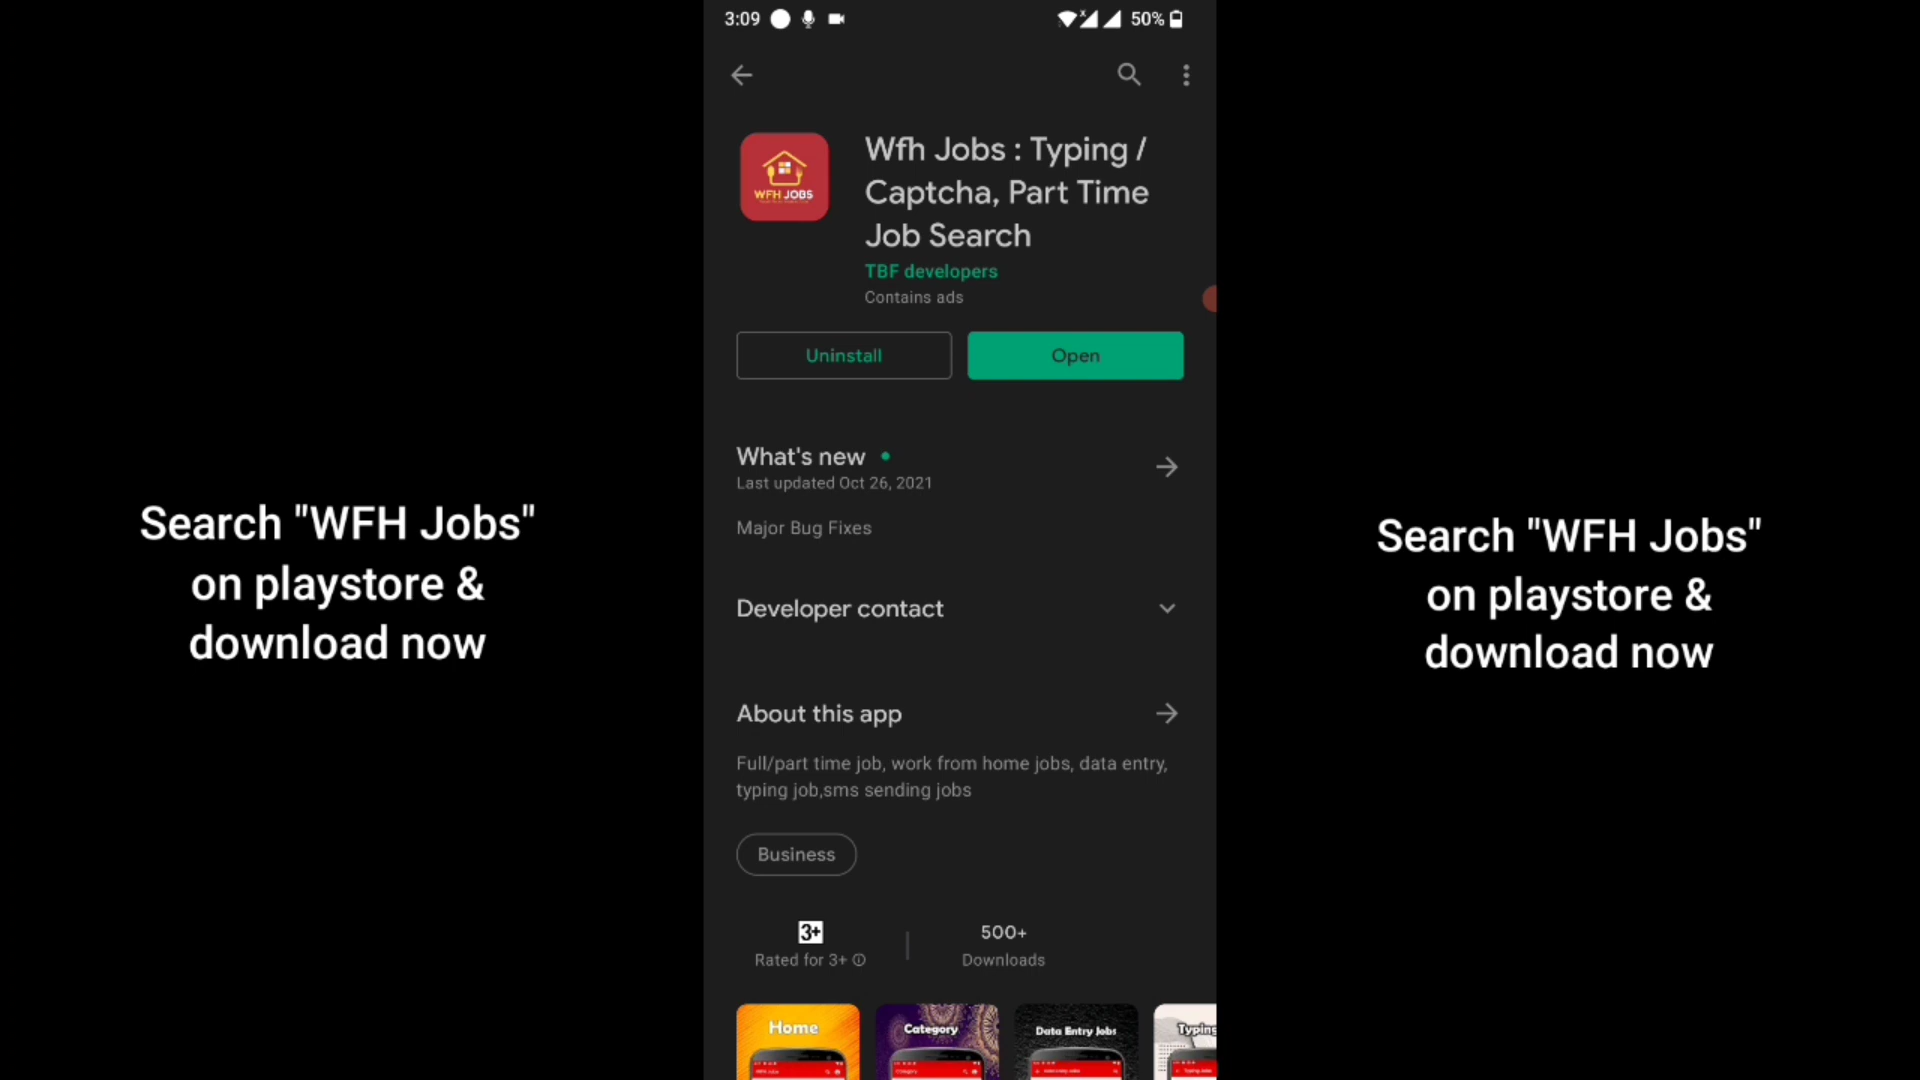 3:09
50%
WFH JOBS
Wfh Jobs : Typing /
Captcha, Part Time
Job Search
TBF developers
Contains ads
Uninstall
Open
What's new
Last updated Oct 26, 2021
Major Bug Fixes
Developer contact
About this app
Full/part time job, work from home jobs, data entry,
typing job,sms sending jobs
Business
3+
Rated for 3+
500+
Downloads
Home
Category
Data Entry Jobs
Typing
Search "WFH Jobs"
on playstore &
download now
Search "WFH Jobs"
on playstore &
download now